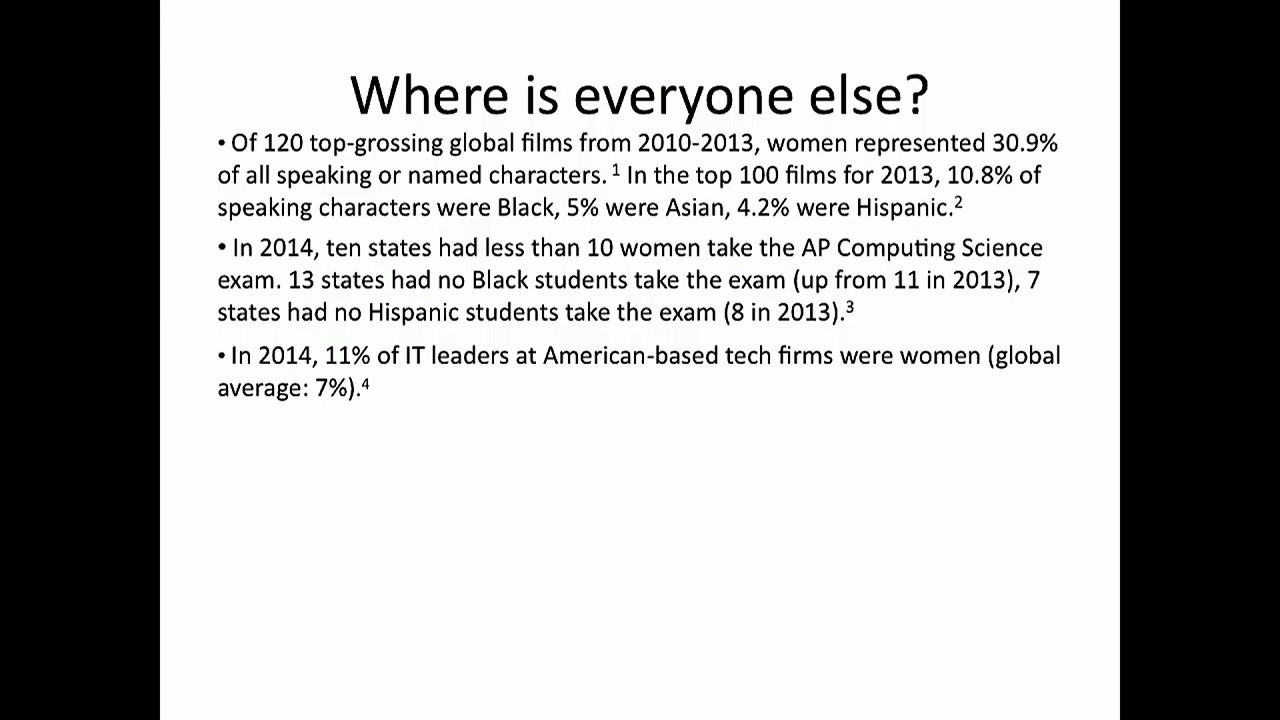 Where is everyone else?
• Of 120 top-grossing global films from 2010-2013, women represented 30.9%
of all speaking or named characters. ¹ In the top 100 films for 2013, 10.8% of
speaking characters were Black, 5% were Asian, 4.2% were Hispanic.²
• In 2014, ten states had less than 10 women take the AP Computing Science
exam. 13 states had no Black students take the exam (up from 11 in 2013), 7
states had no Hispanic students take the exam (8 in 2013).³
• In 2014, 11% of IT leaders at American-based tech firms were women (global
average: 7%).⁴